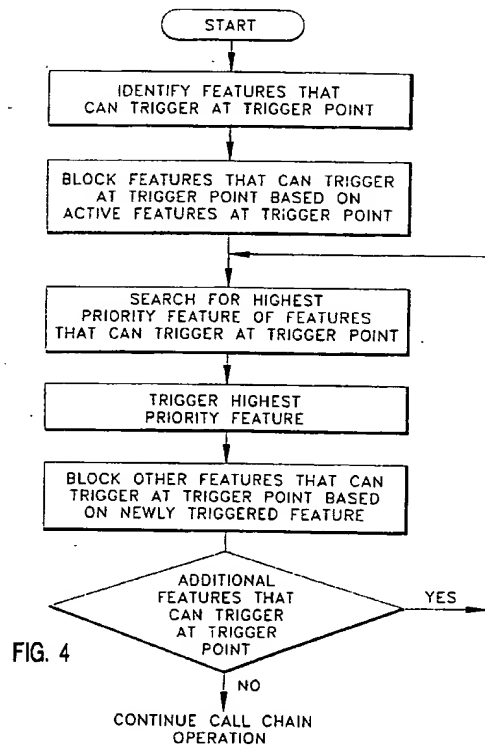 START
IDENTIFY FEATURES THAT
CAN TRIGGER AT TRIGGER POINT
BLOCK FEATURES THAT CAN TRIGGER
AT TRIGGER POINT BASED ON
ACTIVE FEATURES AT TRIGGER POINT
SEARCH FOR HIGHEST
PRIORITY FEATURE OF FEATURES
THAT CAN TRIGGER AT TRIGGER POINT
TRIGGER HIGHEST
PRIORITY FEATURE
BLOCK OTHER FEATURES THAT CAN
TRIGGER AT TRIGGER POINT BASED
ON NEWLY TRIGGERED FEATURE
ADDITIONAL
FEATURES THAT
CAN TRIGGER
AT TRIGGER
POINT
YES
FIG. 4
NO
CONTINUE CALL CHAIN
OPERATION